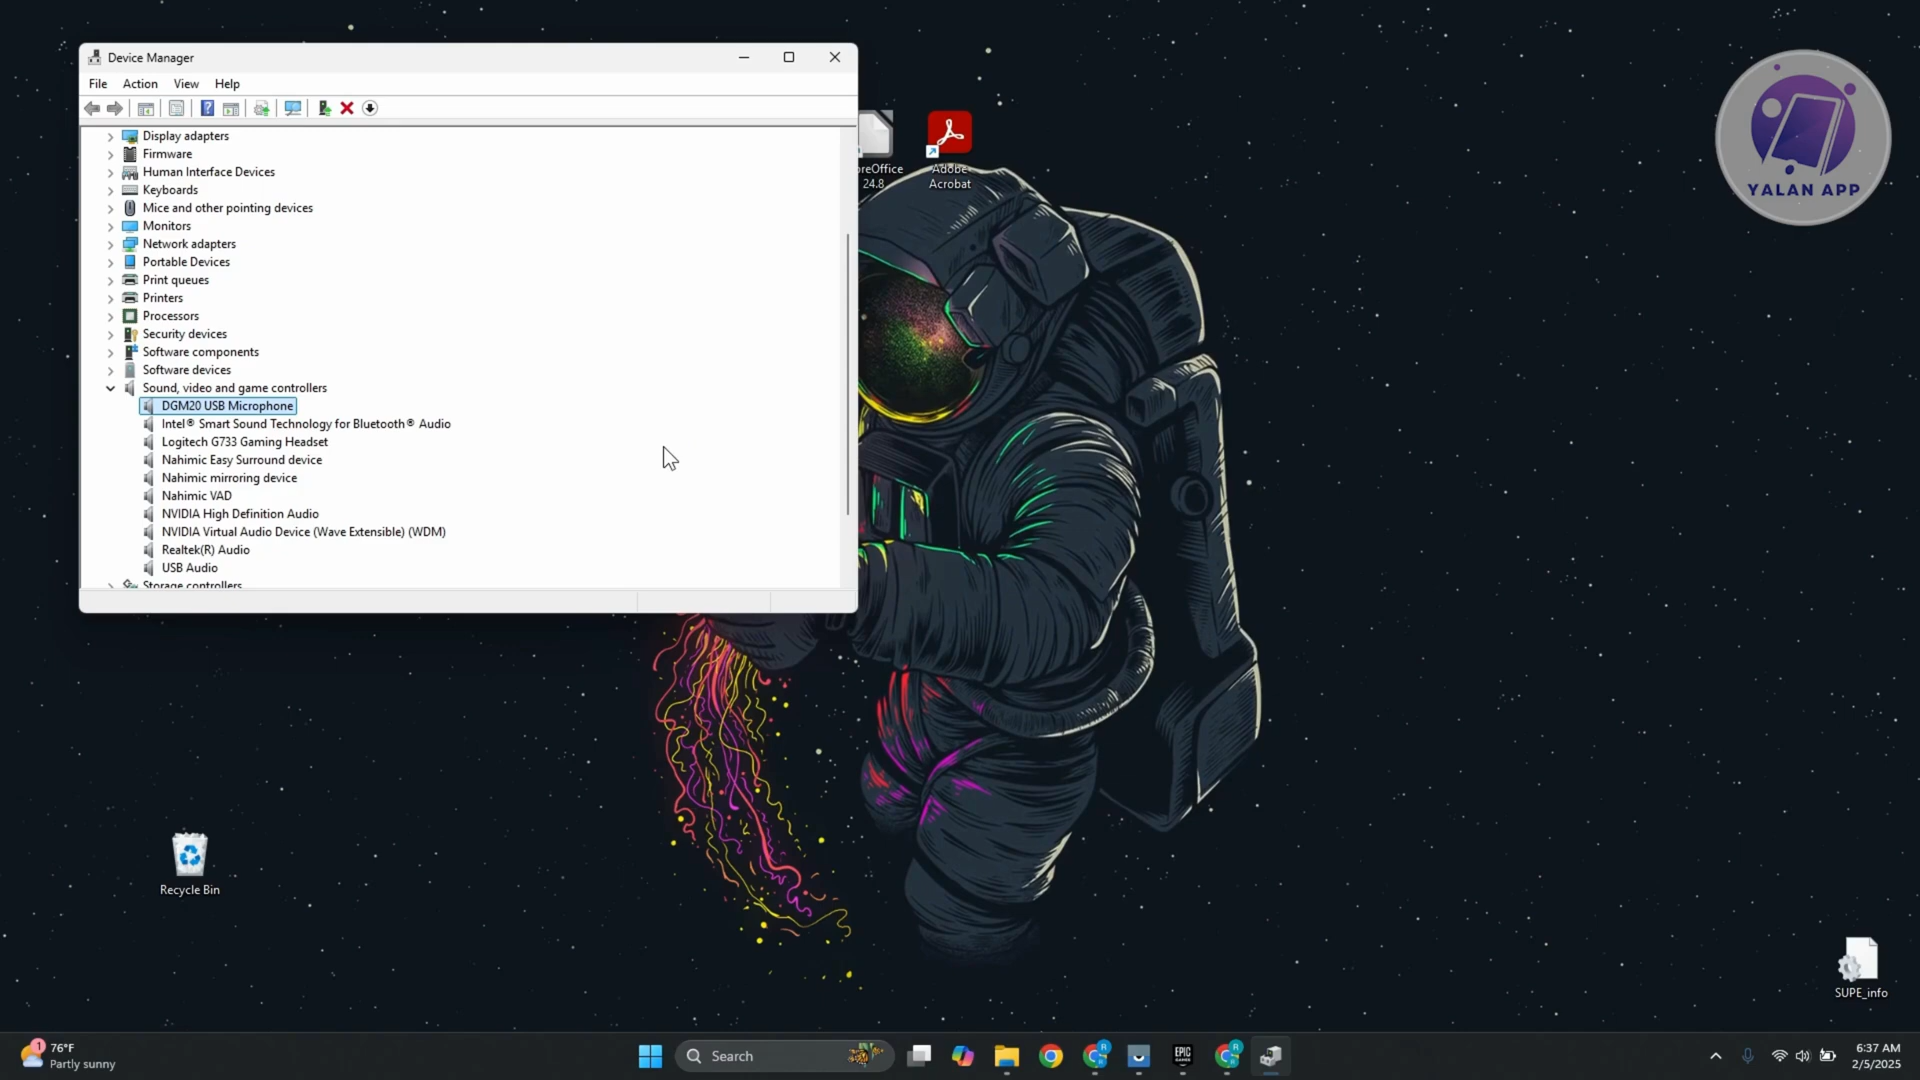 Device Manager
File Action View Help
Display adapters
Firmware
Human Interface Devices
Keyboards
Mice and other pointing devices
Monitors
Network adapters
Portable Devices
Print queues
Printers
Processors
Security devices
Software components
Software devices
Sound, video and game controllers
DGM20 USB Microphone
Intel® Smart Sound Technology for Bluetooth® Audio
Logitech G733 Gaming Headset
Nahimic Easy Surround device
Nahimic mirroring device
Nahimic VAD
NVIDIA High Definition Audio
NVIDIA Virtual Audio Device (Wave Extensible) (WDM)
Realtek(R) Audio
USB Audio
Storage controllers
reOffice
24.8
Adobe
Acrobat
YALAN APP
Recycle Bin
SUPE_info
1
76°F
Partly sunny
Search
R
EPIC
GAMES
R
6:37 AM
2/5/2025